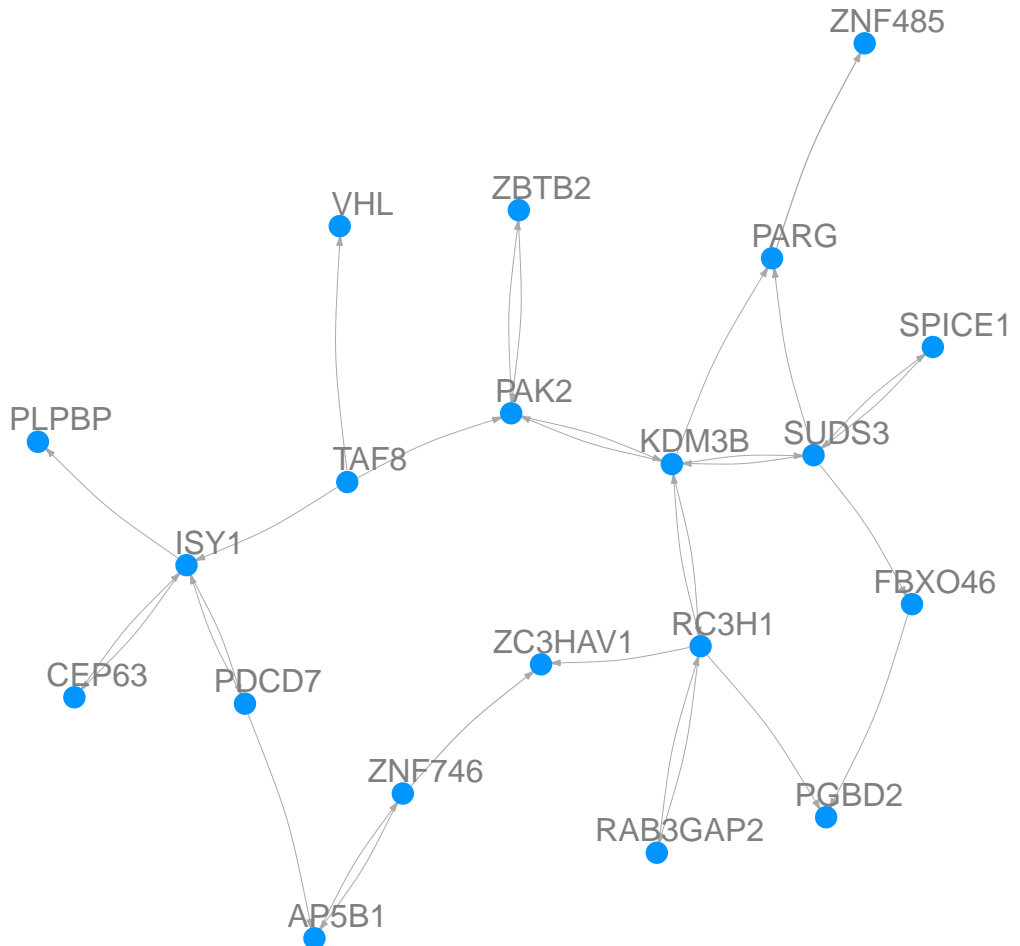 ZNF485
ZBTB2
VHL
PARG
SPICE1
PAK2
PLPBP
KDM3B
SUDS3
TAF8
ISY1
FBXO46
RC3H1
ZC3HAV1
CEP63
PDCD7
ZNF746
PGBD2
RAB3GAP2
AP5B1